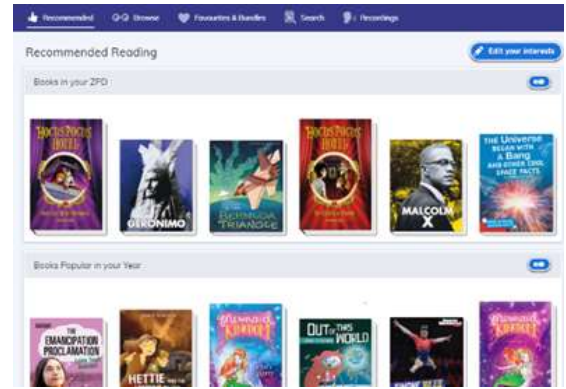 Recommended
Browse
Favourites & Bundles
Search
Recordings
Recommended Reading
Edit your interests
Books in your ZPD
HOCUS POCUS HOTEL
GERONIMO
BERMUDA TRIANGLE
HOCUS POCUS HOTEL
MALCOLM X
THE Universe
BEGAN WITH
A Bang
AND OTHER COOL
SPACE FACTS
Books Popular in your Year
THE
EMANCIPATION
PROCLAMATION
HETTIE
Mermaid
KINGDOM
OUT OF THIS
WORLD
Mermaid
KINGDOM